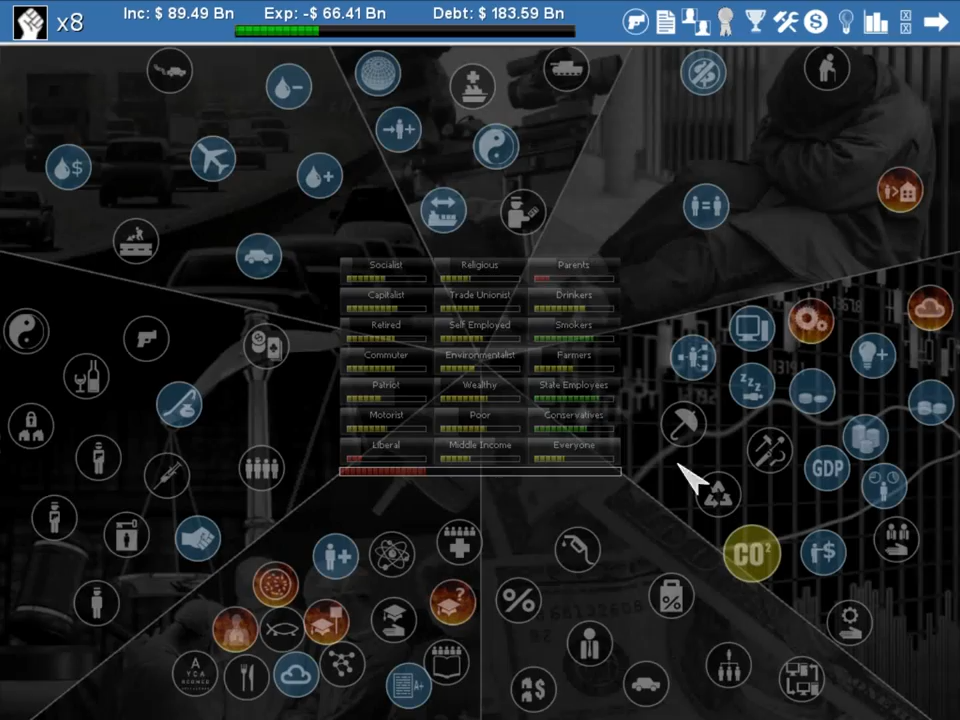 x8 Inc: $ 89.49 Bn Exp: -$ 66.41 Bn Debt: $ 183.59 Bn
Socialist Religious Parents
Capitalist Trade Unionist Drinkers
Retired Self Employed Smokers
Commuter Environmentalist Farmers
Patriot Wealthy State Employees
Motorist Poor Conservatives
Liberal Middle Income Everyone
GDP
CO²
A+